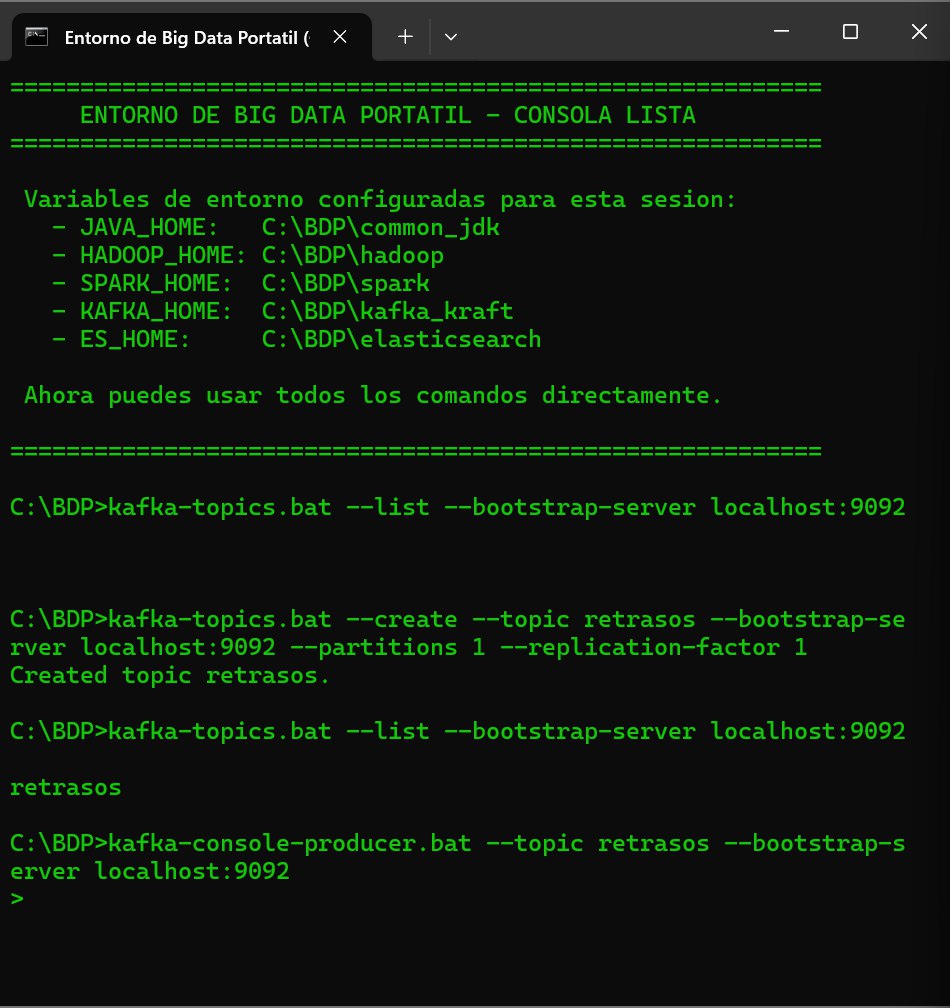 Entorno de Big Data Portatil (
========================================================
ENTORNO DE BIG DATA PORTATIL - CONSOLA LISTA
========================================================
Variables de entorno configuradas para esta sesion:
- JAVA_HOME: C:\BDP\common_jdk
- HADOOP_HOME: C:\BDP\hadoop
- SPARK_HOME: C:\BDP\spark
- KAFKA_HOME: C:\BDP\kafka_kraft
- ES_HOME: C:\BDP\elasticsearch
Ahora puedes usar todos los comandos directamente.
========================================================
C:\BDP>kafka-topics.bat --list --bootstrap-server localhost:9092
C:\BDP>kafka-topics.bat --create --topic retrasos --bootstrap-se
rver localhost:9092 --partitions 1 --replication-factor 1
Created topic retrasos.
C:\BDP>kafka-topics.bat --list --bootstrap-server localhost:9092
retrasos
C:\BDP>kafka-console-producer.bat --topic retrasos --bootstrap-s
erver localhost:9092
>